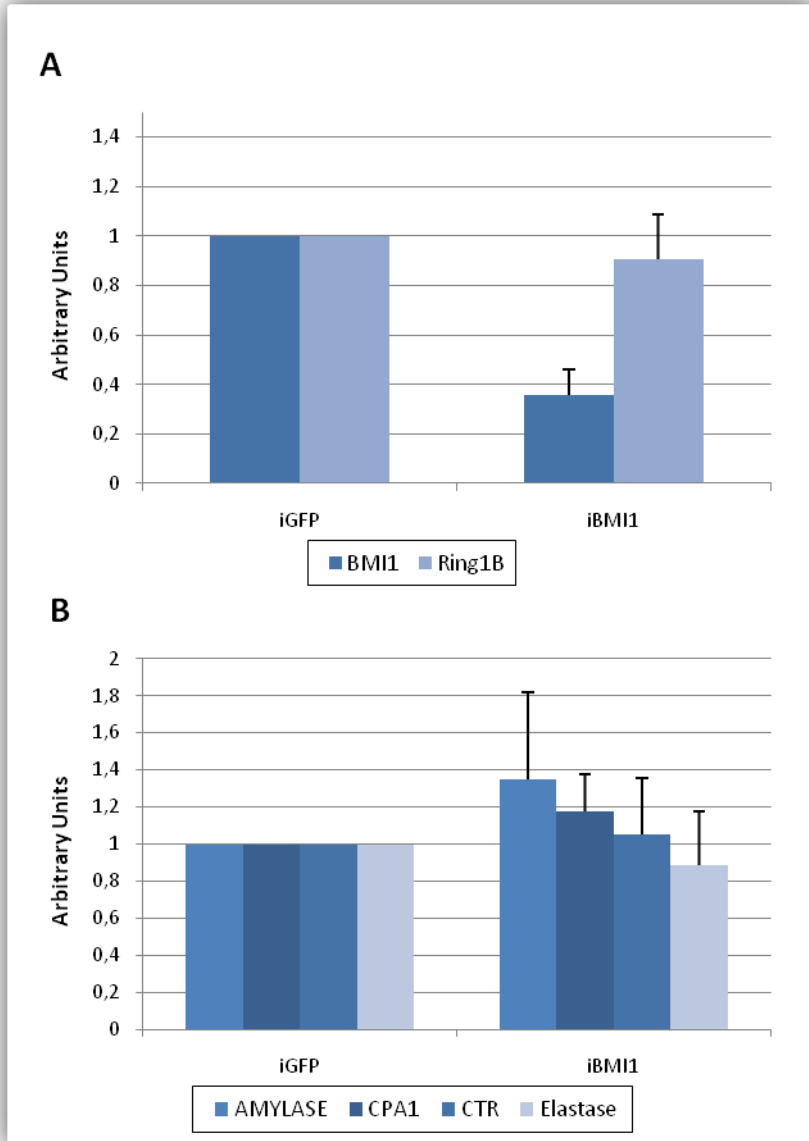 A
Arbitrary Units
1,4
1,2
1
0,8
0,6
0,4
0,2
0
iGFP iBMI1
BMI1 Ring1B
B
Arbitrary Units
2
1,8
1,6
1,4
1,2
1
0,8
0,6
0,4
0,2
0
iGFP iBMI1
AMYLASE CPA1 CTR Elastase